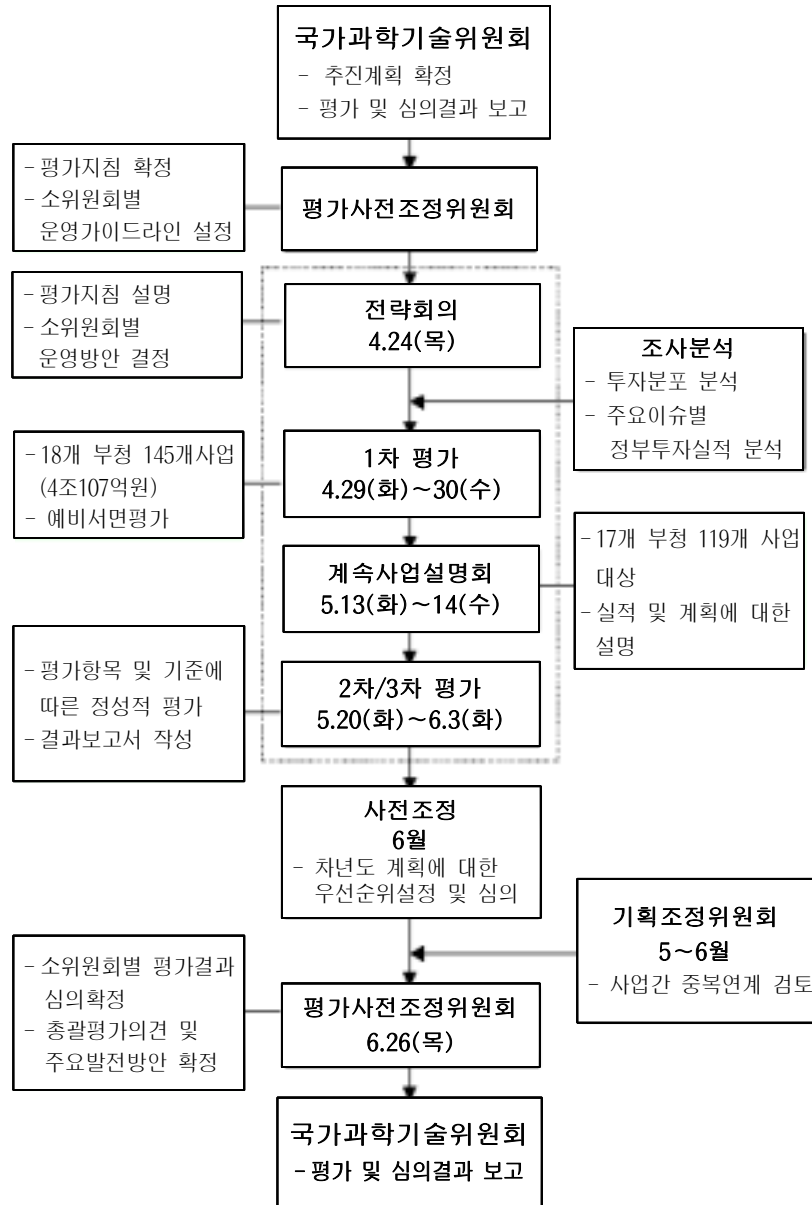 국가과학기술위원회
- 추진계획 확정
- 평가 및 심의결과 보고
- 평가지침 확정
- 소위원회별
운영가이드라인 설정
평가사전조정위원회
- 평가지침 설명
- 소위원회별
운영방안 결정
전략회의
4.24(목)
조사분석
- 투자분포 분석
- 주요이슈별
정부투자실적 분석
- 18개 부청 145개사업
(4조107억원)
- 예비서면평가
1차 평가
4.29(화)~30(수)
계속사업설명회
5.13(화)~14(수)
- 17개 부청 119개 사업
대상
- 실적 및 계획에 대한
설명
- 평가항목 및 기준에
따른 정성적 평가
- 결과보고서 작성
2차/3차 평가
5.20(화)~6.3(화)
사전조정
6월
- 차년도 계획에 대한
우선순위설정 및 심의
기획조정위원회
5~6월
- 사업간 중복연계 검토
- 소위원회별 평가결과
심의확정
- 총괄평가의견 및
주요발전방안 확정
평가사전조정위원회
6.26(목)
국가과학기술위원회
- 평가 및 심의결과 보고